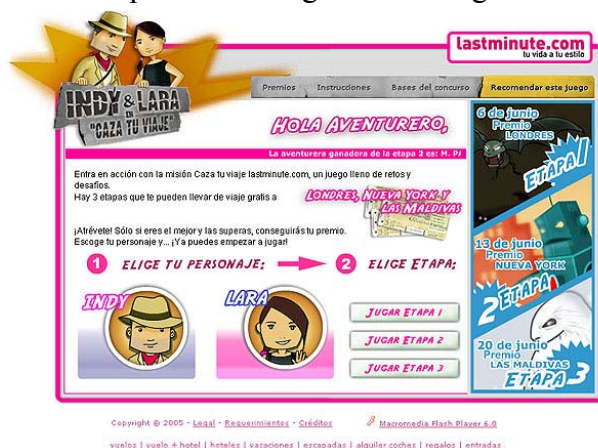 lastminute.com
tu vida a tu estilo
Premios Instrucciones Bases del concurso Recomendar este juego
INDY & LARA
EN
"CAZA TU VIAJE"
HOLA AVENTURERO,
La aventurera ganadora de la etapa 2 es: M. P
Entra en acción con la misión Caza tu viaje lastminute.com, un juego lleno de retos y
desafíos.
Hay 3 etapas que te pueden llevar de viaje gratis a
LONDRES, NUEVA YORK Y
LAS MALDIVAS
¡Atrévete! Sólo si eres el mejor y las superas, conseguirás tu premio.
Escoge tu personaje y... ¡Ya puedes empezar a jugar!
1 ELIGE TU PERSONAJE: 2 ELIGE ETAPA:
INDY
LARA
JUGAR ETAPA 1
JUGAR ETAPA 2
JUGAR ETAPA 3
6 de junio
Premio
LONDRES
ETAPA 1
13 de junio
Premio
NUEVA YORK
2 ETAPA
20 de junio
Premio
LAS MALDIVAS
ETAPA 3
Copyright © 2005 - Legal - Requerimientos - Créditos Macromedia Flash Player 6.0
vuelos | vuelo + hotel | hoteles | vacaciones | escapadas | alquiler coches | regalos | entradas